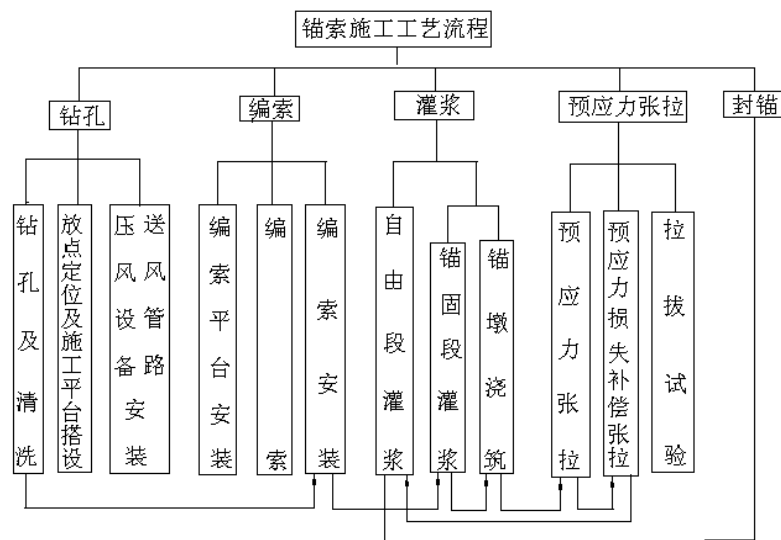 锚索施工工艺流程
钻孔
编索
灌浆
预应力张拉
封锚
钻孔及清洗
放点定位及施工平台搭设
压风设备安装
送风管路
编索平台安装
编索
编索安装
自由段灌浆
锚固段灌浆
锚墩浇筑
预应力张拉
预应力损失补偿张拉
拉拔试验